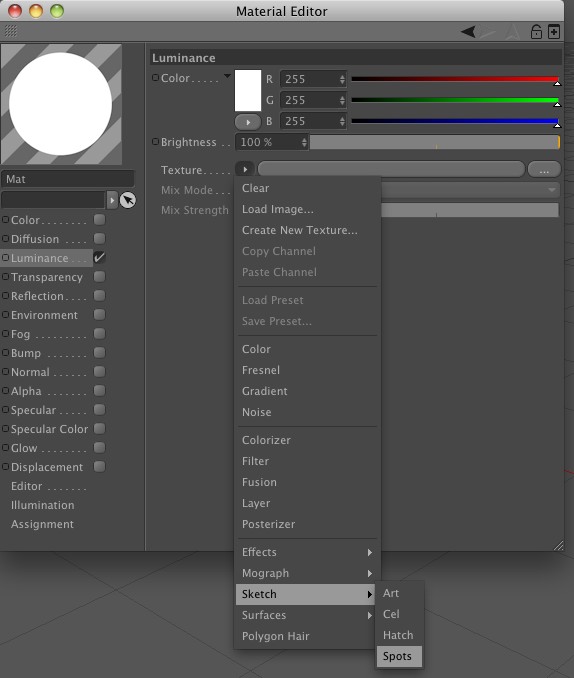 Material Editor
Luminance
Color.....
R 255
G 255
B 255
Brightness .. 100 %
Texture.....
...
Mix Mode.
Mix Strength
Mat
Color........
Diffusion ....
Luminance ...
Transparency
Reflection....
Environment
Fog .......
Bump ......
Normal .....
Alpha ......
Specular ....
Specular Color
Glow .......
Displacement
Editor .......
Illumination
Assignment
Clear
Load Image...
Create New Texture...
Copy Channel
Paste Channel
Load Preset
Save Preset...
Color
Fresnel
Gradient
Noise
Colorizer
Filter
Fusion
Layer
Posterizer
Effects
Mograph
Sketch
Surfaces
Polygon Hair
Art
Cel
Hatch
Spots